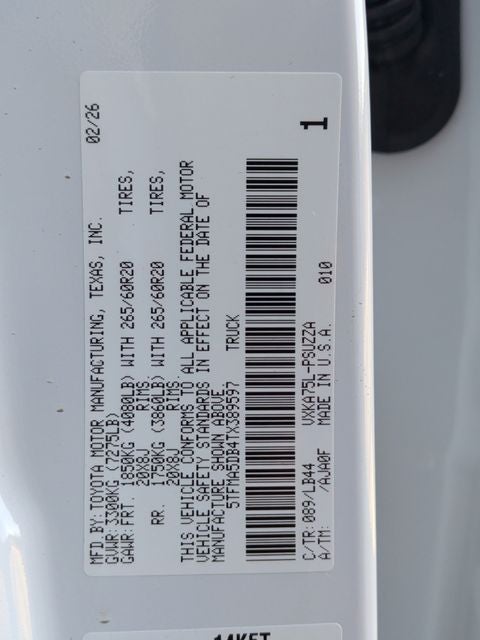 MFD.BY:TOYOTA MOTOR MANUFACTURING, TEXAS, INC. 02/26
GVWR:3300KG (7275LB)
GAWR:FRT. 1850KG (4080LB) WITH 265/60R20 TIRES,
20X8J RIMS,
RR. 1750KG (3860LB) WITH 265/60R20 TIRES,
20X8J RIMS.
THIS VEHICLE CONFORMS TO ALL APPLICABLE FEDERAL MOTOR
VEHICLE SAFETY STANDARDS IN EFFECT ON THE DATE OF
MANUFACTURE SHOWN ABOVE.
5TFMA5DB4TX389597 TRUCK
1
C/TR:089/LB44 VXKA75L-PSUZZA 010
A/TM: /AJA0F MADE IN U.S.A.